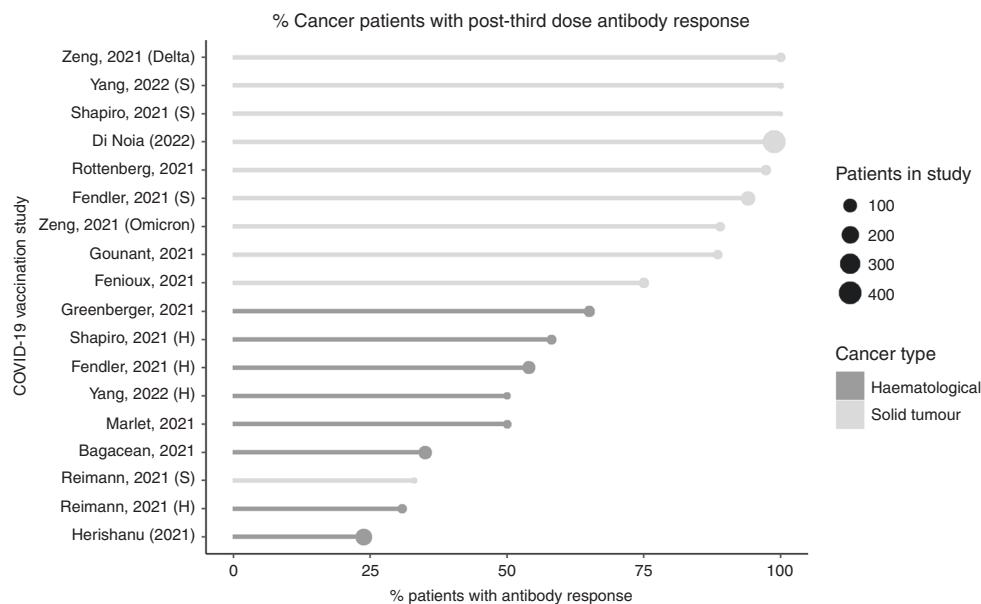 % Cancer patients with post-third dose antibody response
COVID-19 vaccination study
Zeng, 2021 (Delta)
Yang, 2022 (S)
Shapiro, 2021 (S)
Di Noia (2022)
Rottenberg, 2021
Fendler, 2021 (S)
Zeng, 2021 (Omicron)
Gounant, 2021
Fenioux, 2021
Greenberger, 2021
Shapiro, 2021 (H)
Fendler, 2021 (H)
Yang, 2022 (H)
Marlet, 2021
Bagacean, 2021
Reimann, 2021 (S)
Reimann, 2021 (H)
Herishanu (2021)
0 25 50 75 100
% patients with antibody response
Patients in study
100
200
300
400
Cancer type
Haematological
Solid tumour